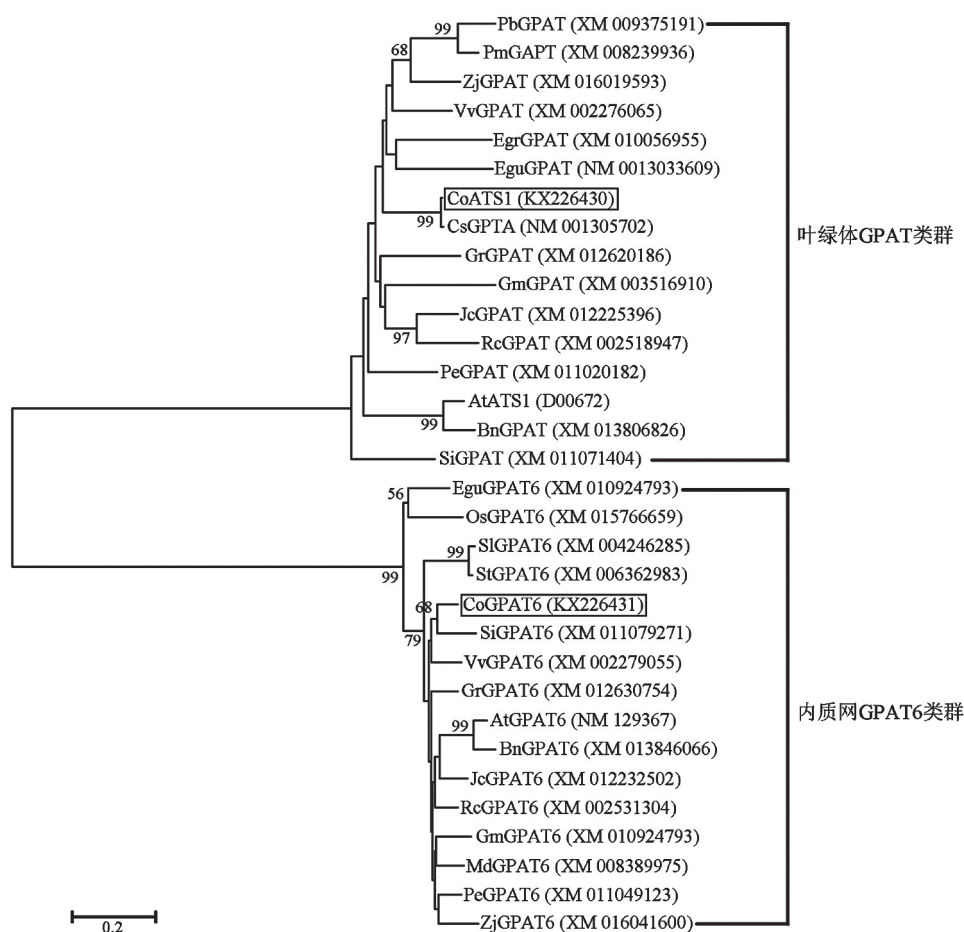 99
PbGPAT (XM 009375191)
68
PmGAPT (XM 008239936)
ZjGPAT (XM 016019593)
VvGPAT (XM 002276065)
EgrGPAT (XM 010056955)
EguGPAT (NM 0013033609)
CoATS1 (KX226430)
99
CsGPTA (NM 001305702)
叶绿体GPAT类群
GrGPAT (XM 012620186)
GmGPAT (XM 003516910)
JcGPAT (XM 012225396)
97
RcGPAT (XM 002518947)
PeGPAT (XM 011020182)
AtATS1 (D00672)
99
BnGPAT (XM 013806826)
SiGPAT (XM 011071404)
56
EguGPAT6 (XM 010924793)
OsGPAT6 (XM 015766659)
99
SlGPAT6 (XM 004246285)
99
StGPAT6 (XM 006362983)
68
CoGPAT6 (KX226431)
79
SiGPAT6 (XM 011079271)
VvGPAT6 (XM 002279055)
GrGPAT6 (XM 012630754)
内质网GPAT6类群
99
AtGPAT6 (NM 129367)
BnGPAT6 (XM 013846066)
JcGPAT6 (XM 012232502)
RcGPAT6 (XM 002531304)
GmGPAT6 (XM 010924793)
MdGPAT6 (XM 008389975)
PeGPAT6 (XM 011049123)
ZjGPAT6 (XM 016041600)
0.2